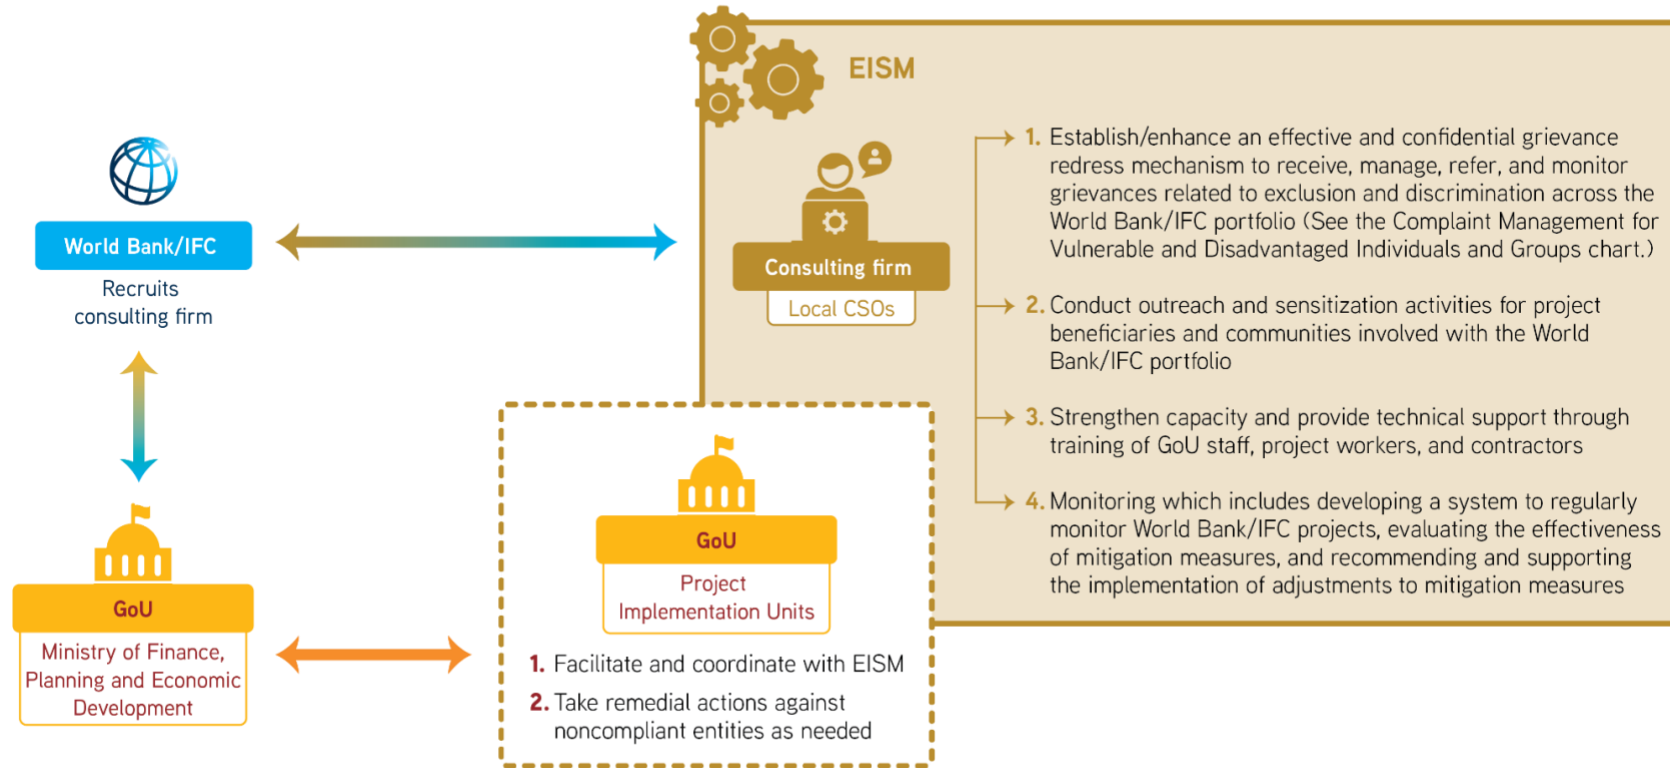 EISM
World Bank/IFC
Recruits
consulting firm
Consulting firm
Local CSOs
1. Establish/enhance an effective and confidential grievance
redress mechanism to receive, manage, refer, and monitor
grievances related to exclusion and discrimination across the
World Bank/IFC portfolio (See the Complaint Management for
Vulnerable and Disadvantaged Individuals and Groups chart.)
2. Conduct outreach and sensitization activities for project
beneficiaries and communities involved with the World
Bank/IFC portfolio
3. Strengthen capacity and provide technical support through
training of GoU staff, project workers, and contractors
4. Monitoring which includes developing a system to regularly
monitor World Bank/IFC projects, evaluating the effectiveness
of mitigation measures, and recommending and supporting
the implementation of adjustments to mitigation measures
GoU
Ministry of Finance,
Planning and Economic
Development
GoU
Project
Implementation Units
1. Facilitate and coordinate with EISM
2. Take remedial actions against
noncompliant entities as needed